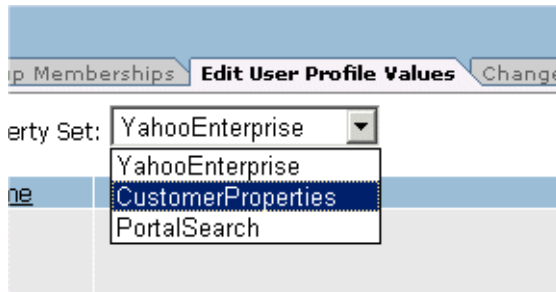 p Memberships Edit User Profile Values Change
erty Set: YahooEnterprise
YahooEnterprise
ne CustomerProperties
PortalSearch